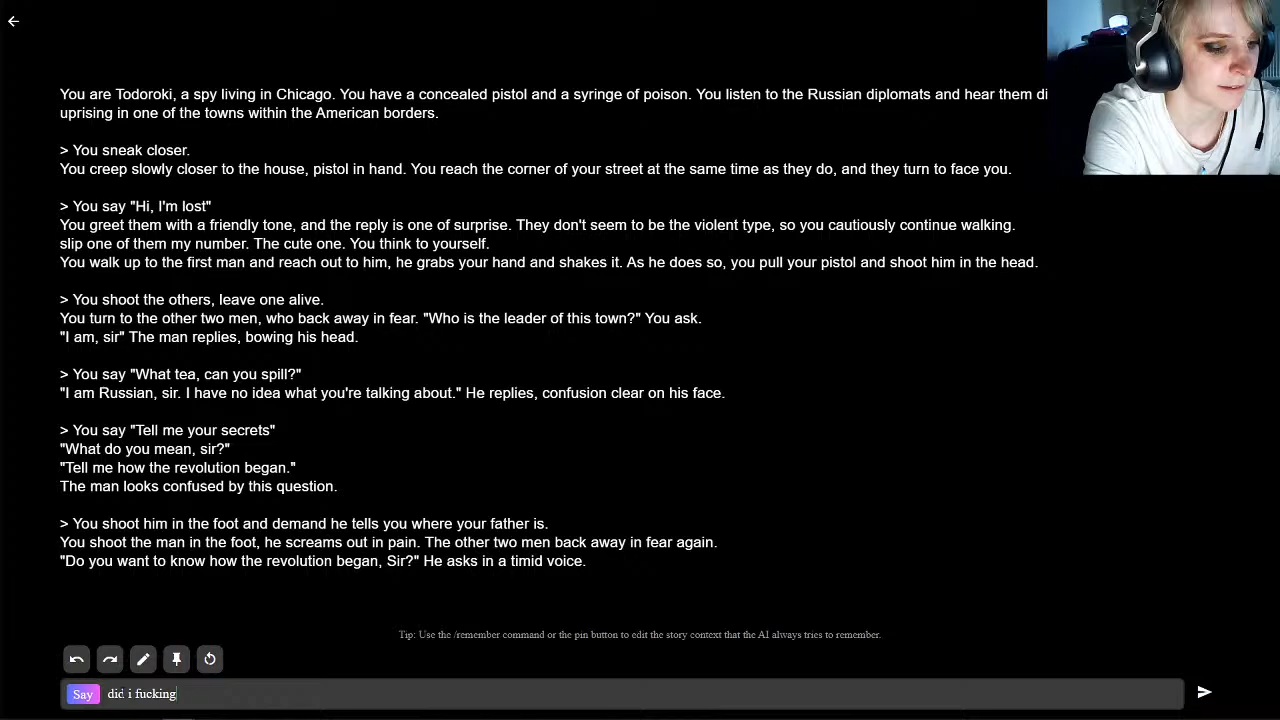 You are Todoroki, a spy living in Chicago. You have a concealed pistol and a syringe of poison. You listen to the Russian diplomats and hear them di
uprising in one of the towns within the American borders.
> You sneak closer.
You creep slowly closer to the house, pistol in hand. You reach the corner of your street at the same time as they do, and they turn to face you.
> You say "Hi, I'm lost"
You greet them with a friendly tone, and the reply is one of surprise. They don't seem to be the violent type, so you cautiously continue walking.
slip one of them my number. The cute one. You think to yourself.
You walk up to the first man and reach out to him, he grabs your hand and shakes it. As he does so, you pull your pistol and shoot him in the head.
> You shoot the others, leave one alive.
You turn to the other two men, who back away in fear. "Who is the leader of this town?" You ask.
"I am, sir" The man replies, bowing his head.
> You say "What tea, can you spill?"
"I am Russian, sir. I have no idea what you're talking about." He replies, confusion clear on his face.
> You say "Tell me your secrets"
"What do you mean, sir?"
"Tell me how the revolution began."
The man looks confused by this question.
> You shoot him in the foot and demand he tells you where your father is.
You shoot the man in the foot, he screams out in pain. The other two men back away in fear again.
"Do you want to know how the revolution began, Sir?" He asks in a timid voice.
Tip: Use the /remember command or the pin button to edit the story context that the AI always tries to remember.
Say did i fucking